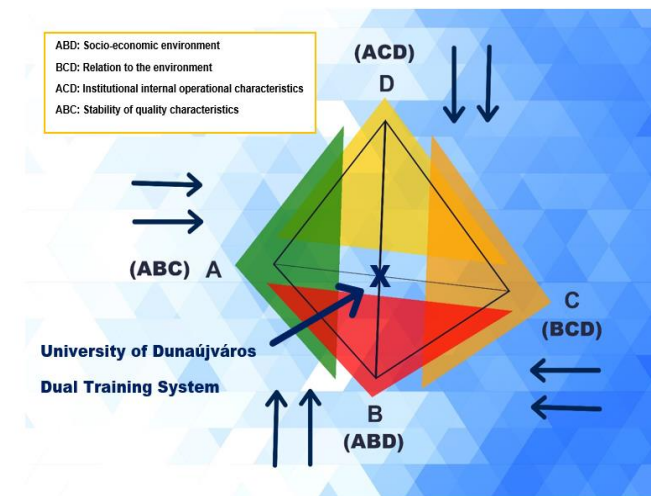 ABD: Socio-economic environment
BCD: Relation to the environment
ACD: Institutional internal operational characteristics
ABC: Stability of quality characteristics
(ACD)
D
(ABC) A
X
C
(BCD)
University of Dunaújváros
Dual Training System
B
(ABD)